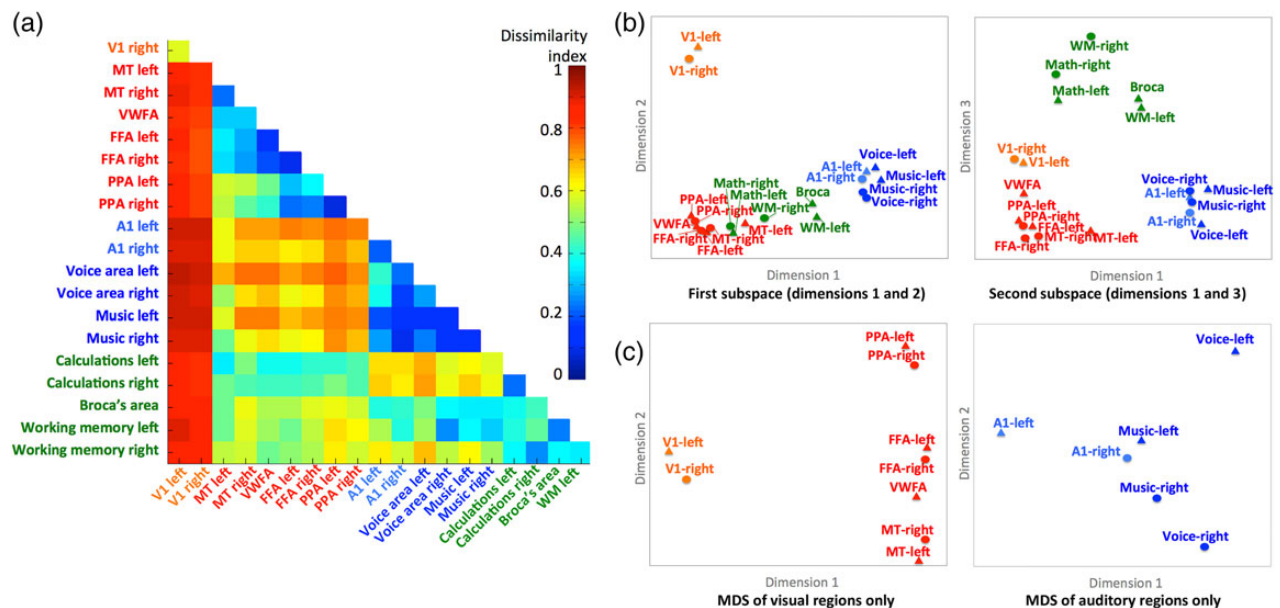 (a)
Dissimilarity
index
1
0.8
0.6
0.4
0.2
0
V1 right
MT left
MT right
VWFA
FFA left
FFA right
PPA left
PPA right
A1 left
A1 right
Voice area left
Voice area right
Music left
Music right
Calculations left
Calculations right
Broca's area
Working memory left
Working memory right
V1 left
V1 right
MT left
MT right
VWFA
FFA left
FFA right
PPA left
PPA right
A1 left
A1 right
Voice area left
Voice area right
Music left
Music right
Calculations left
Calculations right
Broca's area
WM left
(b)
Dimension 2
V1-left
V1-right
Voice-left
A1-left
A1-right
Music-left
Music-right
Voice-right
Math-right
Math-left
Broca
PPA-left
PPA-right
WM-right
WM-left
VWFA
MT-left
FFA-right
MT-right
FFA-left
Dimension 1
First subspace (dimensions 1 and 2)
Dimension 3
WM-right
Math-right
Math-left
Broca
WM-left
V1-right
V1-left
VWFA
Voice-right
A1-left
Music-left
Music-right
A1-right
Voice-left
PPA-left
PPA-right
FFA-left
FFA-right
MT-right
MT-left
Dimension 1
Second subspace (dimensions 1 and 3)
(c)
Dimension 2
PPA-left
PPA-right
V1-left
V1-right
FFA-left
FFA-right
VWFA
MT-right
MT-left
Dimension 1
MDS of visual regions only
Dimension 2
Voice-left
A1-left
Music-left
A1-right
Music-right
Voice-right
Dimension 1
MDS of auditory regions only